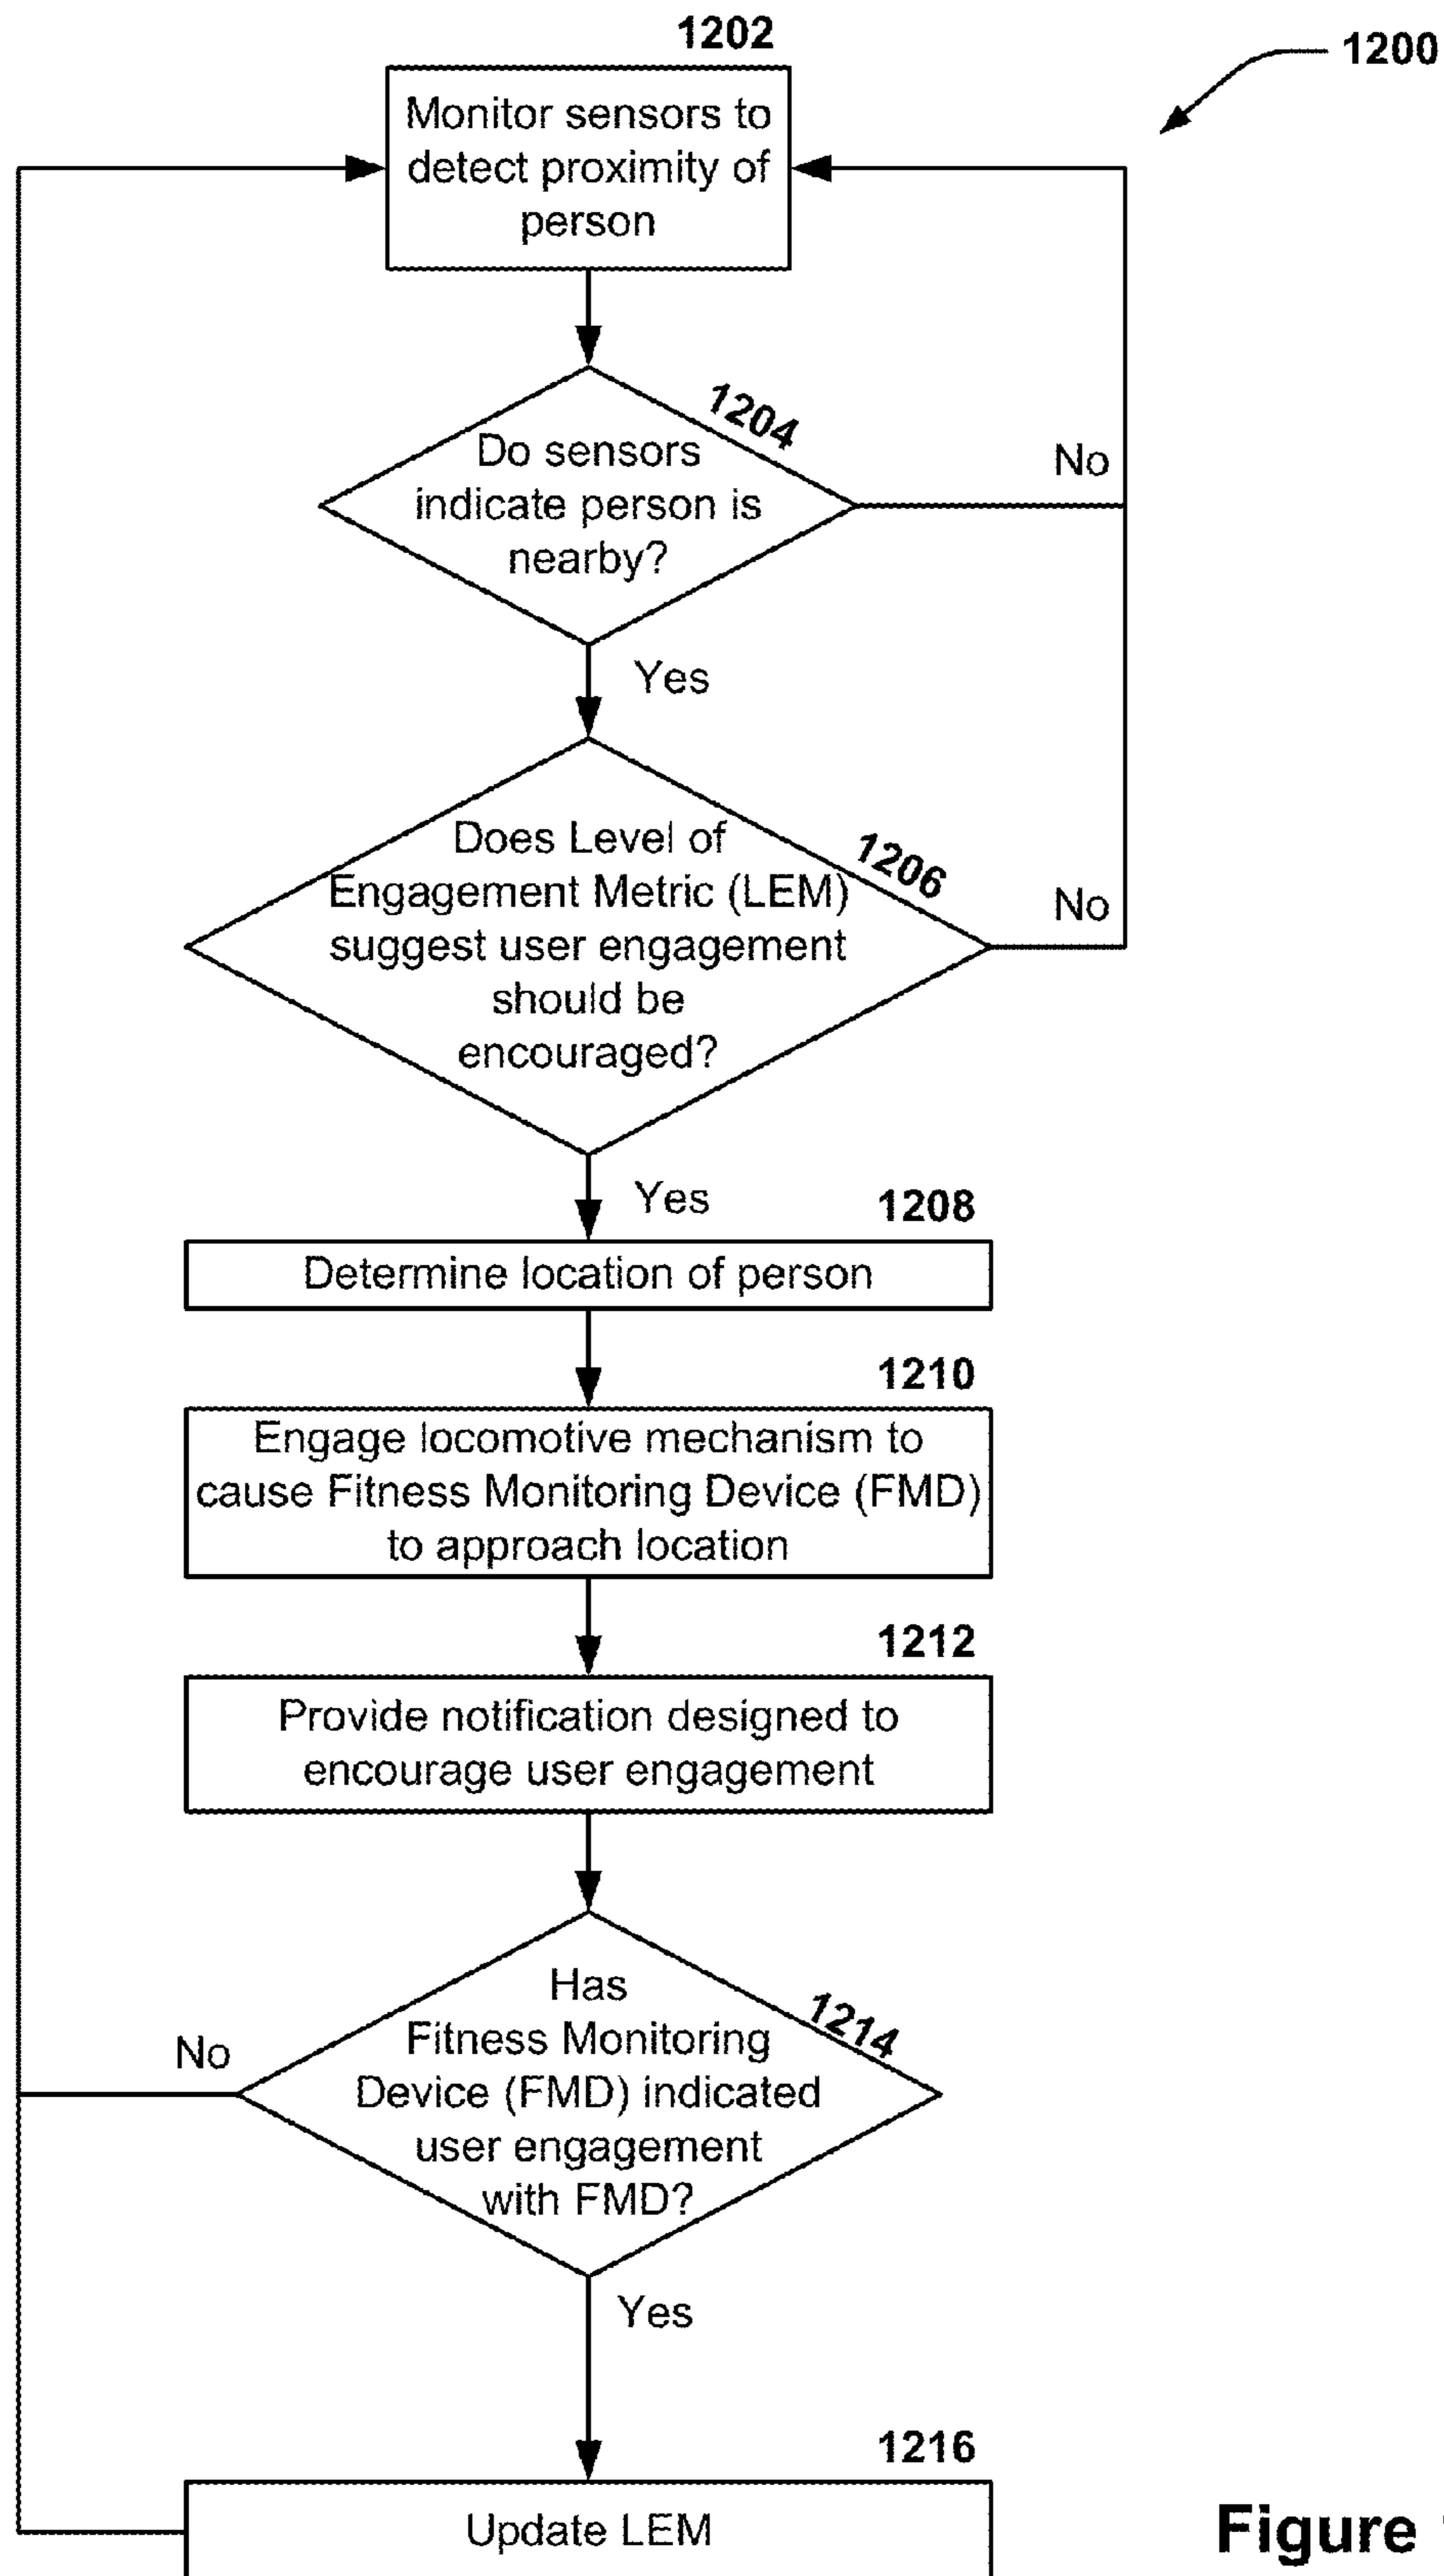 1202
1200
Monitor sensors to
detect proximity of
person
1204
Do sensors
indicate person is
nearby?
No
Yes
1206
Does Level of
Engagement Metric (LEM)
suggest user engagement
should be
encouraged?
No
Yes
1208
Determine location of person
1210
Engage locomotive mechanism to
cause Fitness Monitoring Device (FMD)
to approach location
1212
Provide notification designed to
encourage user engagement
1214
Has
Fitness Monitoring
Device (FMD) indicated
user engagement
with FMD?
No
Yes
1216
Update LEM
Figure